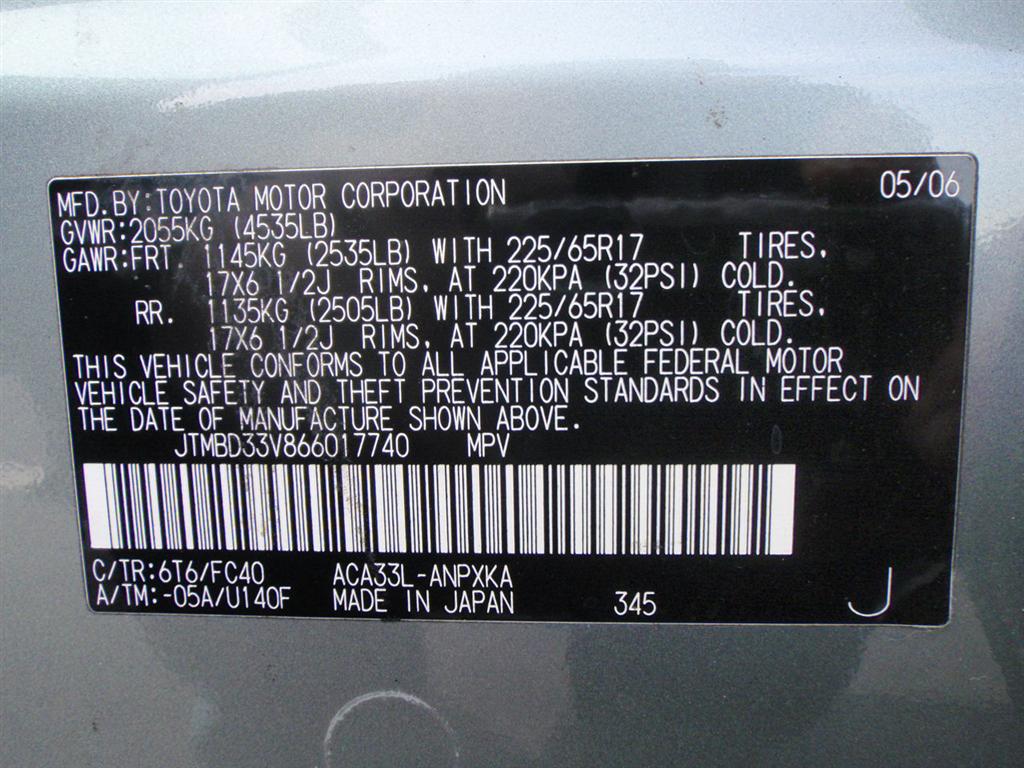 MFD. BY: TOYOTA MOTOR CORPORATION 05/06
GVWR: 2055KG (4535LB)
GAWR: FRT. 1145KG (2535LB) WITH 225/65R17 TIRES,
17X6 1/2J RIMS, AT 220KPA (32PSI) COLD.
RR. 1135KG (2505LB) WITH 225/65R17 TIRES,
17X6 1/2J RIMS, AT 220KPA (32PSI) COLD.
THIS VEHICLE CONFORMS TO ALL APPLICABLE FEDERAL MOTOR
VEHICLE SAFETY AND THEFT PREVENTION STANDARDS IN EFFECT ON
THE DATE OF MANUFACTURE SHOWN ABOVE.
JTMBD33V866017740 MPV
C/TR: 6T6/FC40 ACA33L-ANPXKA
A/TM: -05A/U140F MADE IN JAPAN 345 J